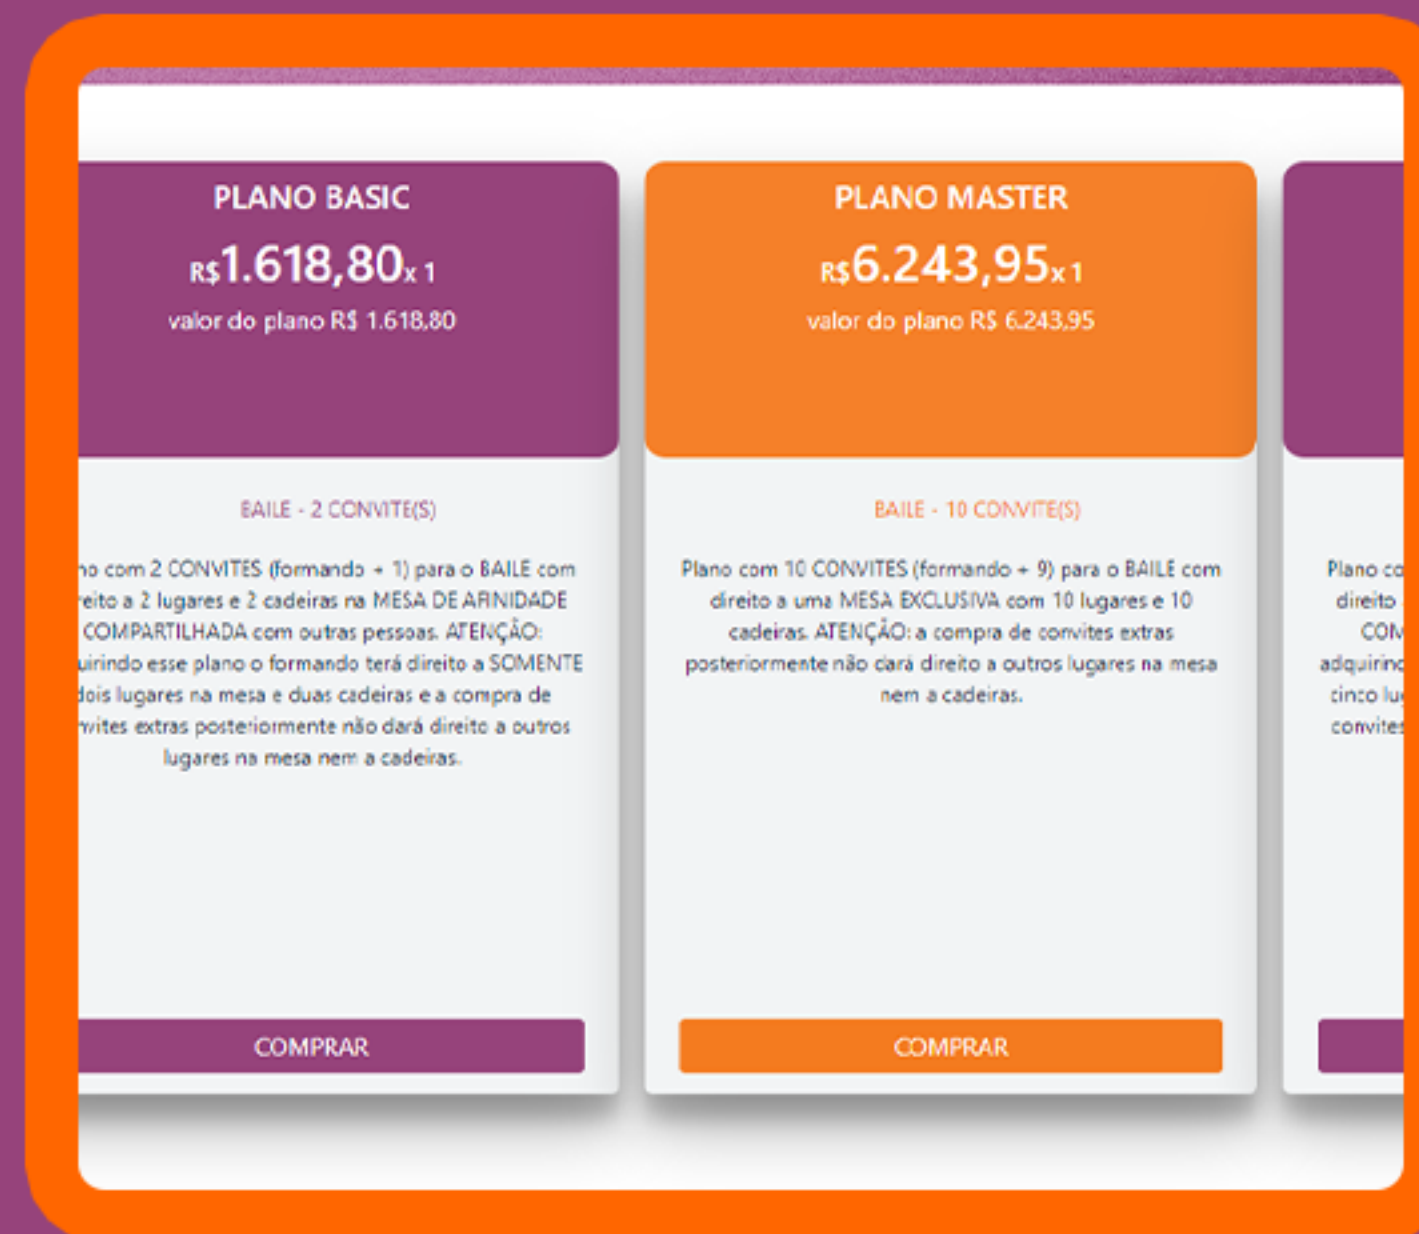 PLANO BASIC
R$1.618,80x 1
valor do plano R$ 1.618,80
BAILE - 2 CONVITE(S)
com 2 CONVITES (formando + 1) para o BAILE com
a 2 lugares e 2 cadeiras na MESA DE AFINIDADE
COMPARTILHADA com outras pessoas. ATENÇÃO:
esse plano o formando terá direito a SOMENTE
dois lugares na mesa e duas cadeiras e a compra de
extras posteriormente não dará direito a outros
lugares na mesa nem a cadeiras.
COMPRAR
PLANO MASTER
R$6.243,95x 1
valor do plano R$ 6.243,95
BAILE - 10 CONVITE(S)
Plano com 10 CONVITES (formando + 9) para o BAILE com
direito a uma MESA EXCLUSIVA com 10 lugares e 10
cadeiras. ATENÇÃO: a compra de convites extras
posteriormente não dará direito a outros lugares na mesa
nem a cadeiras.
COMPRAR
Plano
direito
cinco
convites